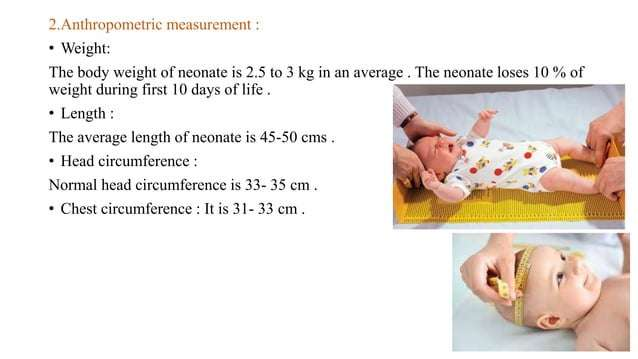 2.Anthropometric measurement :
• Weight:
The body weight of neonate is 2.5 to 3 kg in an average . The neonate loses 10 % of
weight during first 10 days of life .
• Length :
The average length of neonate is 45-50 cms .
• Head circumference :
Normal head circumference is 33- 35 cm .
• Chest circumference : It is 31- 33 cm .